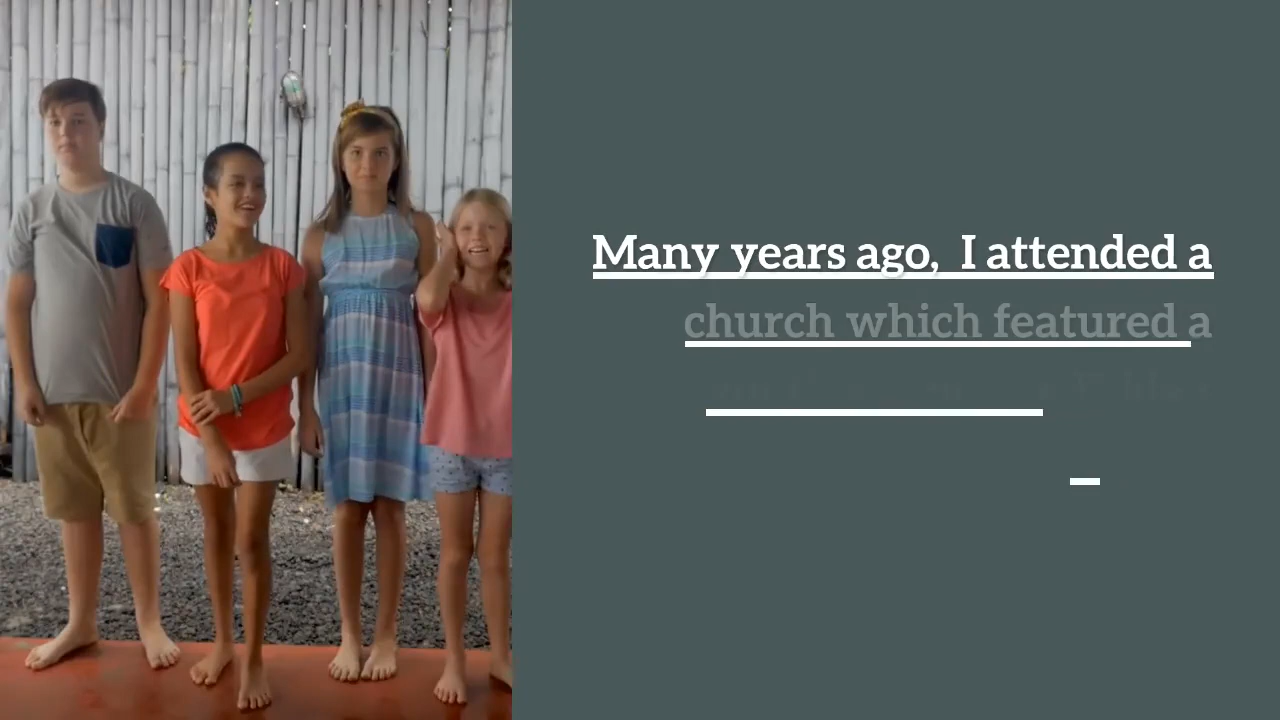 Many years ago,  I attended a
church which featured a